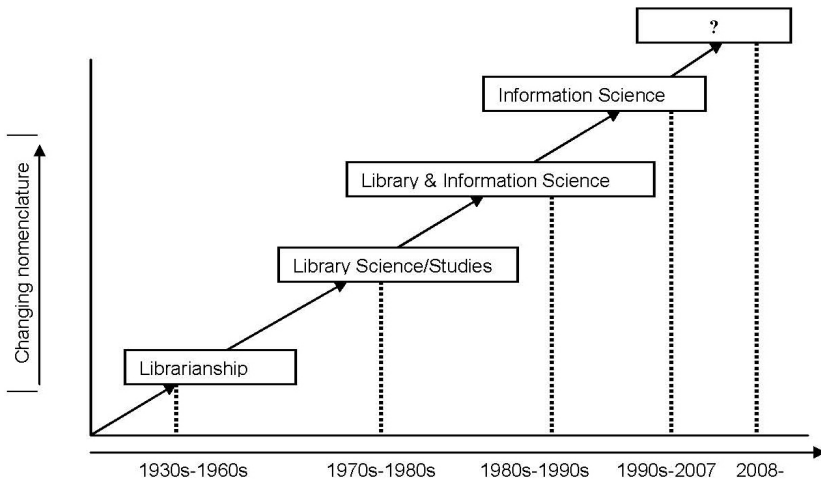 ?
Information Science
Library & Information Science
Library Science/Studies
Librarianship
Changing nomenclature
1930s-1960s 1970s-1980s 1980s-1990s 1990s-2007 2008-